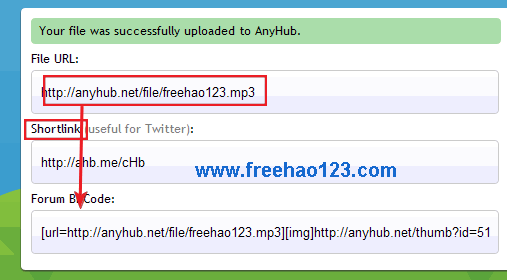 Your file was successfully uploaded to AnyHub.
File URL:
http://anyhub.net/file/freehao123.mp3
Shortlink (useful for Twitter):
http://ahb.me/cHb
www.freehao123.com
Forum BBCode:
[url=http://anyhub.net/file/freehao123.mp3][img]http://anyhub.net/thumb?id=51